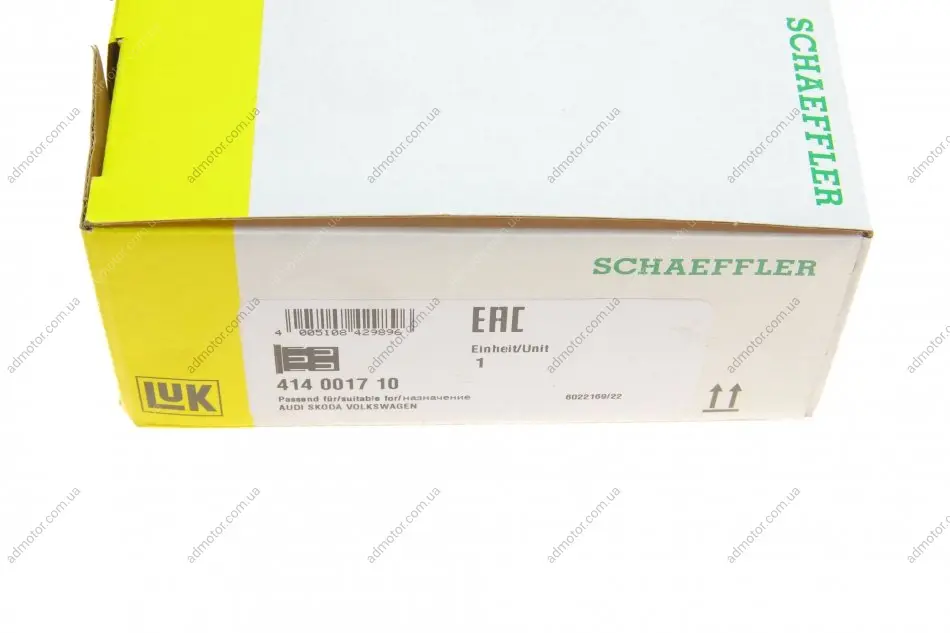 SCHAEFFLER
SCHAEFFLER
4 005108 429896
EAC
Einheit/Unit
1
414 0017 10
Passend für/suitable for/назначение
AUDI SKODA VOLKSWAGEN
6022169/22
LUK
admotor.com.ua